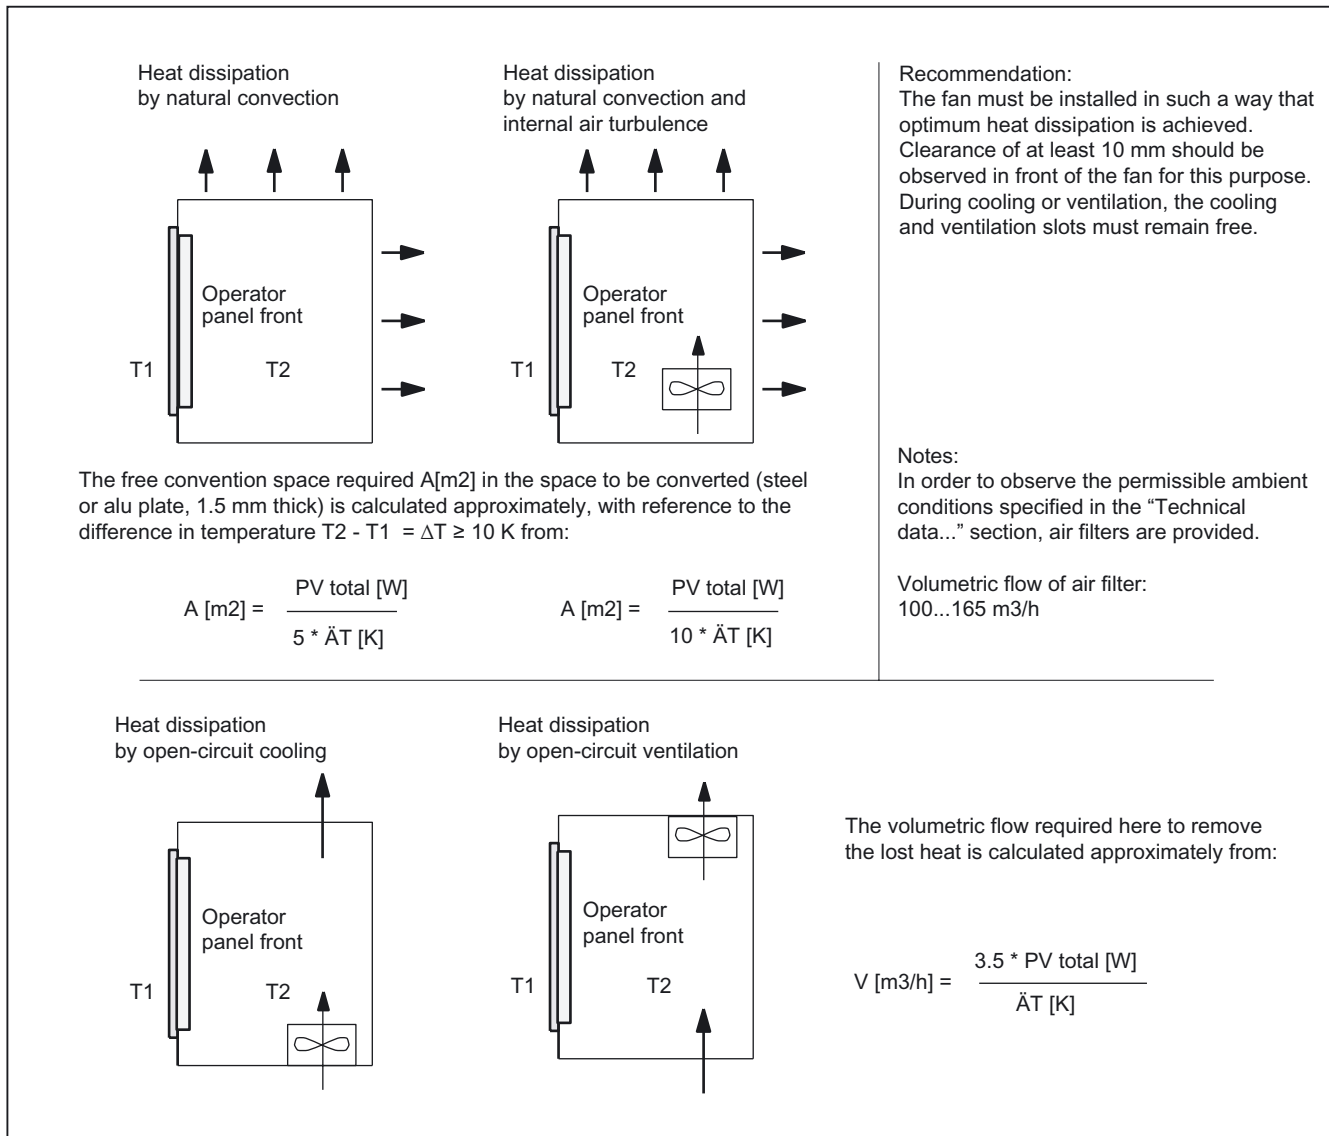 Heat dissipation
by natural convection
Operator
panel front
T1
T2
Heat dissipation
by natural convection and
internal air turbulence
Operator
panel front
T1
T2
Recommendation:
The fan must be installed in such a way that
optimum heat dissipation is achieved.
Clearance of at least 10 mm should be
observed in front of the fan for this purpose.
During cooling or ventilation, the cooling
and ventilation slots must remain free.
The free convention space required A[m2] in the space to be converted (steel
or alu plate, 1.5 mm thick) is calculated approximately, with reference to the
difference in temperature T2 - T1 = ΔT ≥ 10 K from:
A [m2] =
PV total [W]
5 * ÄT [K]
A [m2] =
PV total [W]
10 * ÄT [K]
Notes:
In order to observe the permissible ambient
conditions specified in the “Technical
data...” section, air filters are provided.
Volumetric flow of air filter:
100...165 m3/h
Heat dissipation
by open-circuit cooling
Operator
panel front
T1
T2
Heat dissipation
by open-circuit ventilation
Operator
panel front
T1
T2
The volumetric flow required here to remove
the lost heat is calculated approximately from:
V [m3/h] =
3.5 * PV total [W]
ÄT [K]